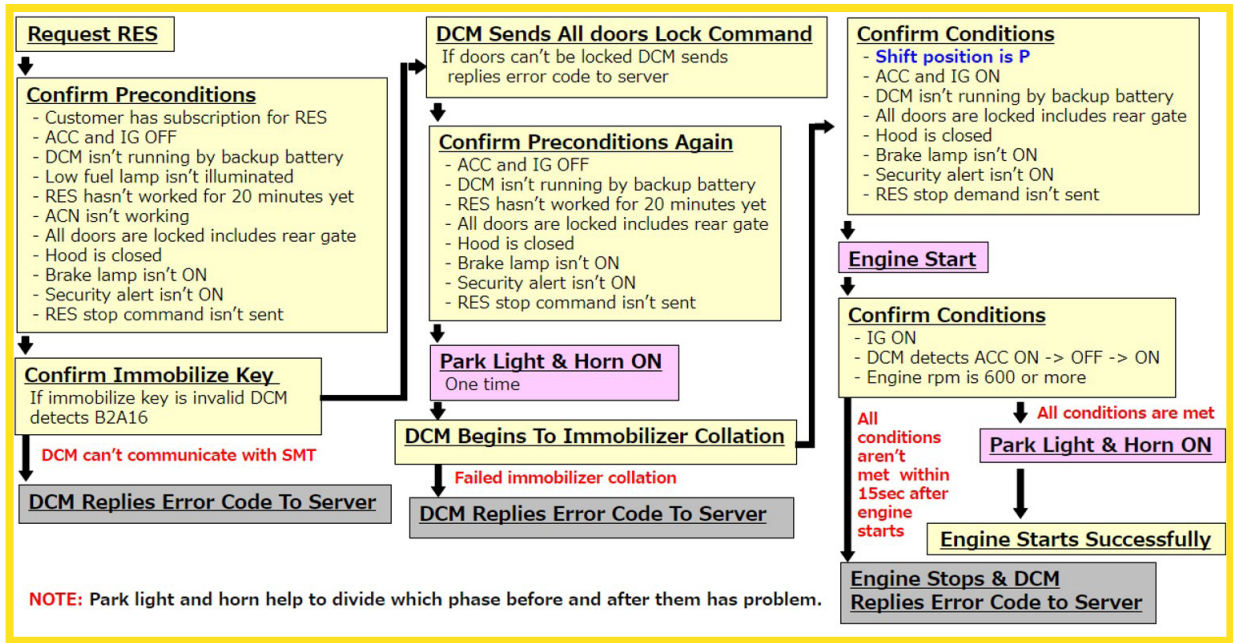 Request RES
Confirm Preconditions
- Customer has subscription for RES
- ACC and IG OFF
- DCM isn't running by backup battery
- Low fuel lamp isn't illuminated
- RES hasn't worked for 20 minutes yet
- ACN isn't working
- All doors are locked includes rear gate
- Hood is closed
- Brake lamp isn't ON
- Security alert isn't ON
- RES stop command isn't sent
Confirm Immobilize Key
If immobilize key is invalid DCM
detects B2A16
DCM can't communicate with SMT
DCM Replies Error Code To Server
DCM Sends All doors Lock Command
If doors can't be locked DCM sends
replies error code to server
Confirm Preconditions Again
- ACC and IG OFF
- DCM isn't running by backup battery
- RES hasn't worked for 20 minutes yet
- All doors are locked includes rear gate
- Hood is closed
- Brake lamp isn't ON
- Security alert isn't ON
- RES stop command isn't sent
Park Light & Horn ON
One time
DCM Begins To Immobilizer Collation
Failed immobilizer collation
DCM Replies Error Code To Server
Confirm Conditions
- Shift position is P
- ACC and IG ON
- DCM isn't running by backup battery
- All doors are locked includes rear gate
- Hood is closed
- Brake lamp isn't ON
- Security alert isn't ON
- RES stop demand isn't sent
Engine Start
Confirm Conditions
- IG ON
- DCM detects ACC ON -> OFF -> ON
- Engine rpm is 600 or more
All
conditions
aren't
met within
15sec after
engine
starts
All conditions are met
Park Light & Horn ON
Engine Starts Successfully
Engine Stops & DCM
Replies Error Code to Server
NOTE: Park light and horn help to divide which phase before and after them has problem.